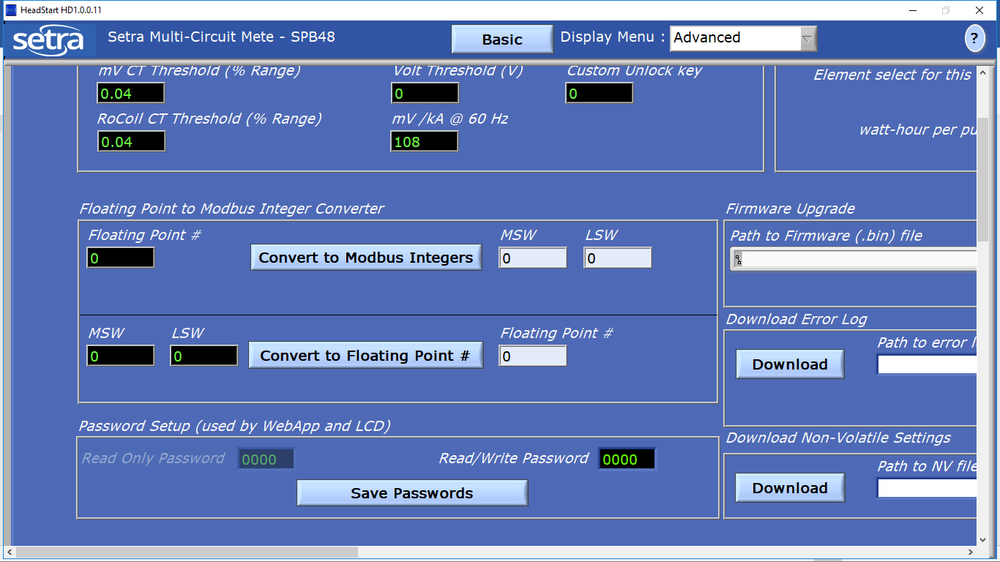 HeadStart HD1.0.0.11
setra
Setra Multi-Circuit Mete - SPB48
Basic
Display Menu :
Advanced
?
mV CT Threshold (% Range)
Volt Threshold (V)
Custom Unlock key
0.04
0
0
RoCoil CT Threshold (% Range)
mV /kA @ 60 Hz
0.04
108
Element select for this
watt-hour per pu
Floating Point to Modbus Integer Converter
Floating Point #
MSW
LSW
0
Convert to Modbus Integers
0
0
MSW
LSW
Floating Point #
0
0
Convert to Floating Point #
0
Firmware Upgrade
Path to Firmware (.bin) file
Download Error Log
Path to error l
Download
Password Setup (used by WebApp and LCD)
Read Only Password
0000
Read/Write Password
0000
Save Passwords
Download Non-Volatile Settings
Path to NV file
Download